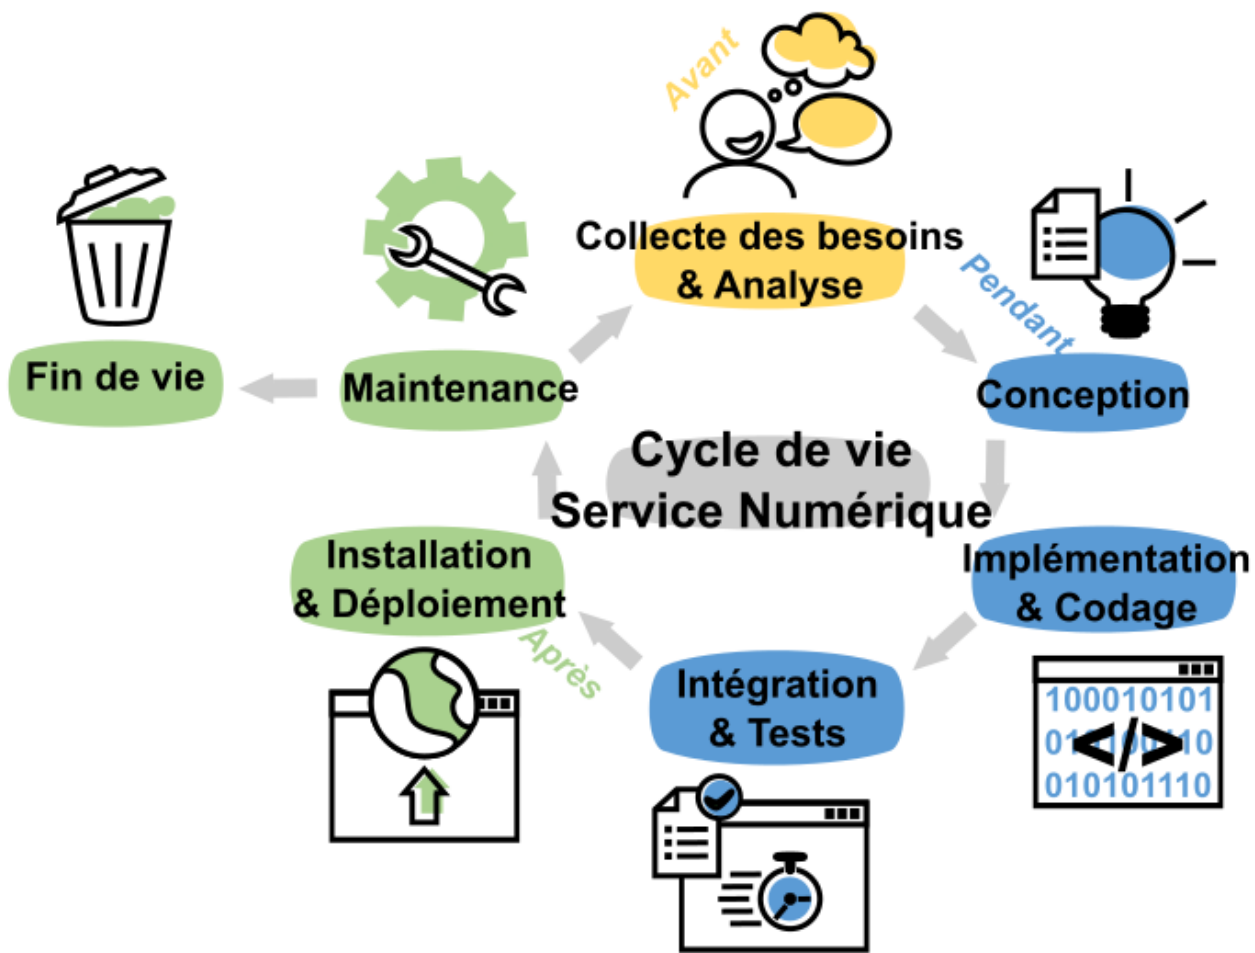 Avant
Collecte des besoins
& Analyse
Pendant
Conception
Fin de vie
Maintenance
Cycle de vie
Service Numérique
Implémentation
& Codage
Installation
& Déploiement
Après
Intégration
& Tests
100010101
</>
010101110